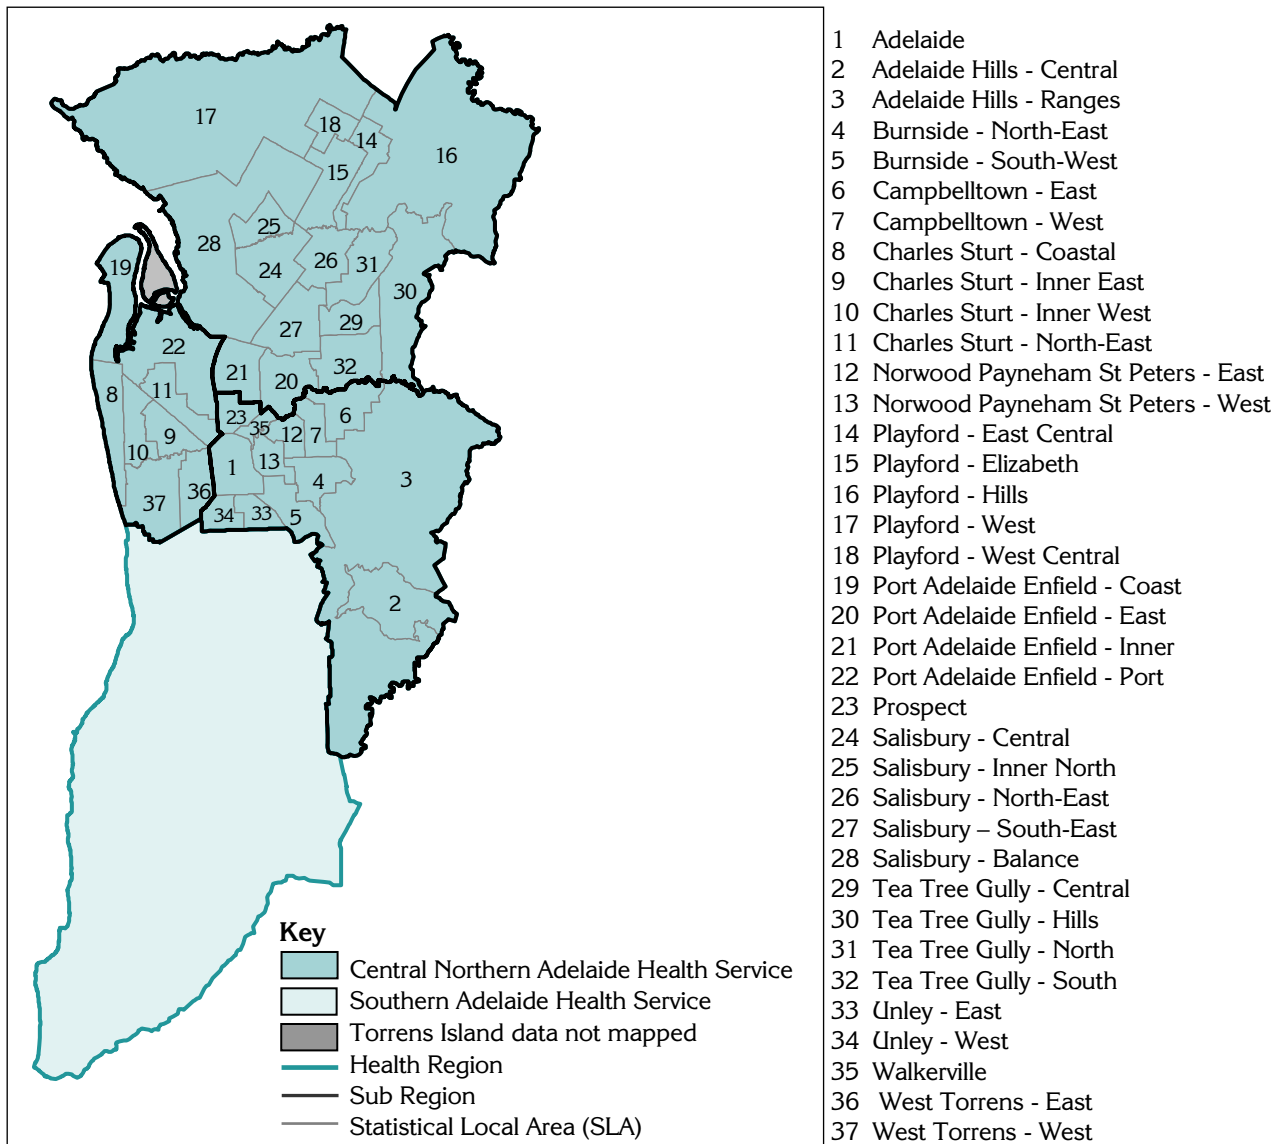 17
18
14
16
15
25
28
26
31
24
19
30
29
27
22
32
21
20
8
11
6
23
35
12
7
9
10
13
1
3
4
36
37
34
33
5
2
Key
Central Northern Adelaide Health Service
Southern Adelaide Health Service
Torrens Island data not mapped
Health Region
Sub Region
Statistical Local Area (SLA)
1 Adelaide
2 Adelaide Hills - Central
3 Adelaide Hills - Ranges
4 Burnside - North-East
5 Burnside - South-West
6 Campbelltown - East
7 Campbelltown - West
8 Charles Sturt - Coastal
9 Charles Sturt - Inner East
10 Charles Sturt - Inner West
11 Charles Sturt - North-East
12 Norwood Payneham St Peters - East
13 Norwood Payneham St Peters - West
14 Playford - East Central
15 Playford - Elizabeth
16 Playford - Hills
17 Playford - West
18 Playford - West Central
19 Port Adelaide Enfield - Coast
20 Port Adelaide Enfield - East
21 Port Adelaide Enfield - Inner
22 Port Adelaide Enfield - Port
23 Prospect
24 Salisbury - Central
25 Salisbury - Inner North
26 Salisbury - North-East
27 Salisbury – South-East
28 Salisbury - Balance
29 Tea Tree Gully - Central
30 Tea Tree Gully - Hills
31 Tea Tree Gully - North
32 Tea Tree Gully - South
33 Unley - East
34 Unley - West
35 Walkerville
36 West Torrens - East
37 West Torrens - West